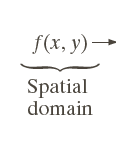 f(x, y)
Spatial
domain